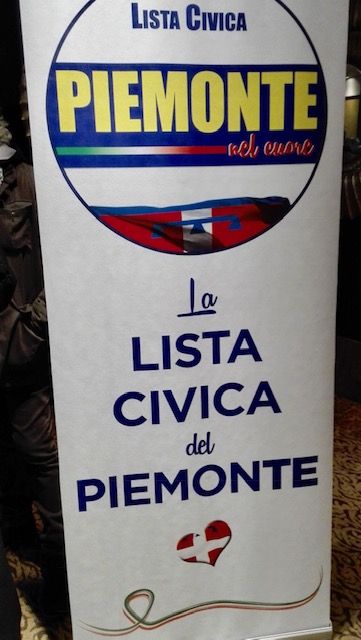 LISTA CIVICA
PIEMONTE
nel cuore
La
LISTA
CIVICA
del
PIEMONTE